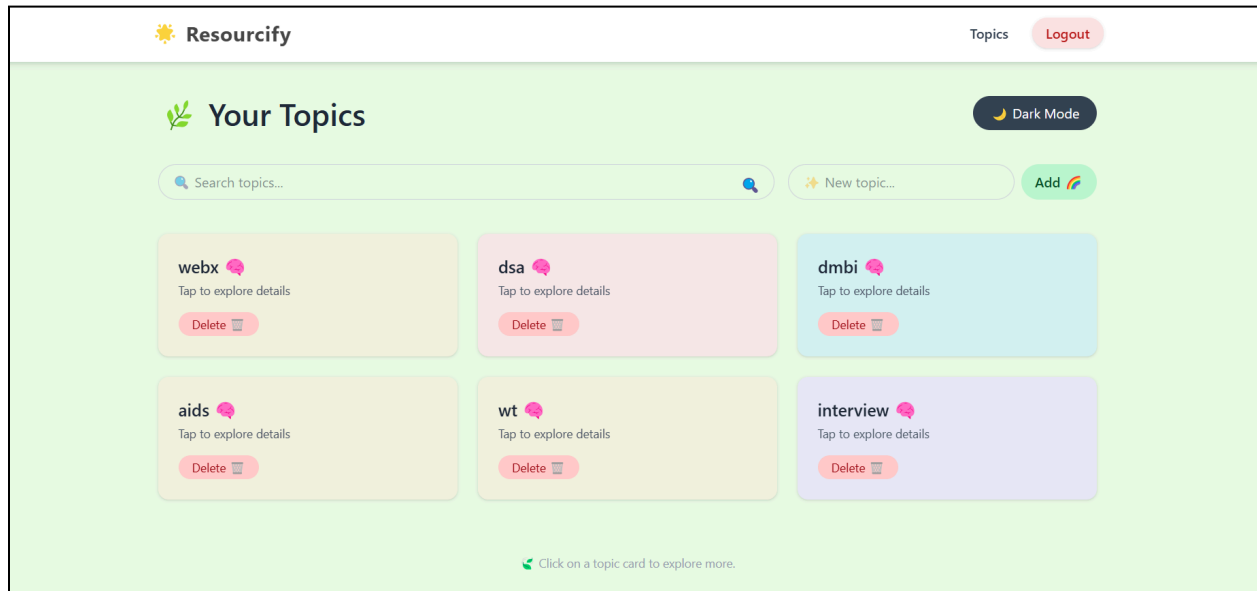 🌟 Resourcify
Topics
Logout
🌿 Your Topics
🌙 Dark Mode
🔍 Search topics...
🔍
✨ New topic...
Add 🌈
webx 🧠
Tap to explore details
Delete 🗑️
dsa 🧠
Tap to explore details
Delete 🗑️
dmbi 🧠
Tap to explore details
Delete 🗑️
aids 🧠
Tap to explore details
Delete 🗑️
wt 🧠
Tap to explore details
Delete 🗑️
interview 🧠
Tap to explore details
Delete 🗑️
🍃 Click on a topic card to explore more.